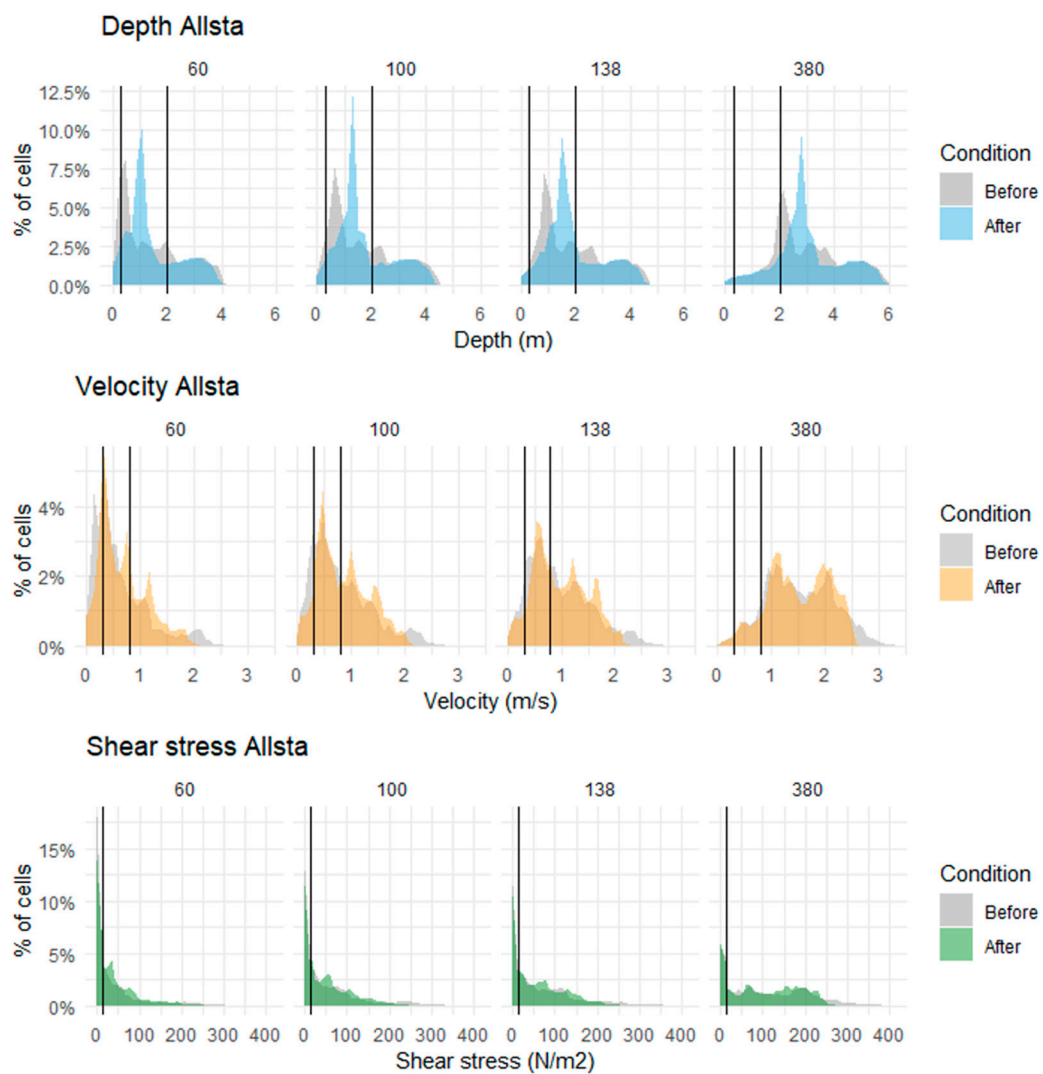 Depth Allsta
60 100 138 380
12.5%
10.0%
7.5%
5.0%
2.5%
0.0%
% of cells
0 2 4 6 0 2 4 6 0 2 4 6 0 2 4 6
Depth (m)
Condition
Before
After
Velocity Allsta
60 100 138 380
4%
2%
0%
% of cells
0 1 2 3 0 1 2 3 0 1 2 3 0 1 2 3
Velocity (m/s)
Condition
Before
After
Shear stress Allsta
60 100 138 380
15%
10%
5%
0%
% of cells
0 100 200 300 400 0 100 200 300 400 0 100 200 300 400 0 100 200 300 400
Shear stress (N/m2)
Condition
Before
After